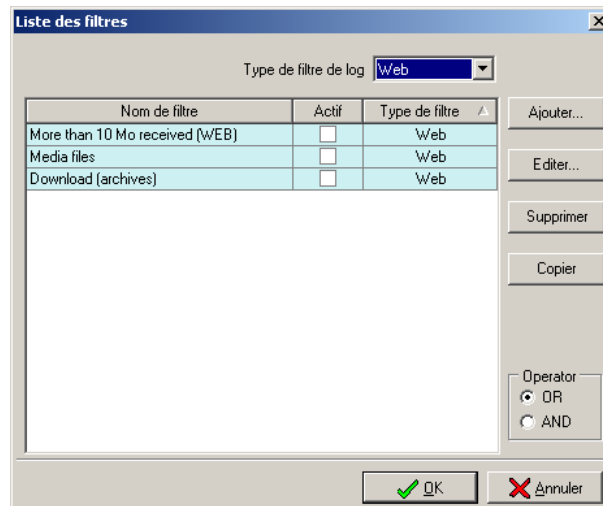 Liste des filtres
Type de filtre de log Web
Nom de filtre Actif Type de filtre
More than 10 Mo received (WEB) Web
Media files Web
Download (archives) Web
Ajouter...
Editer...
Supprimer
Copier
Operator
OR
AND
OK Annuler